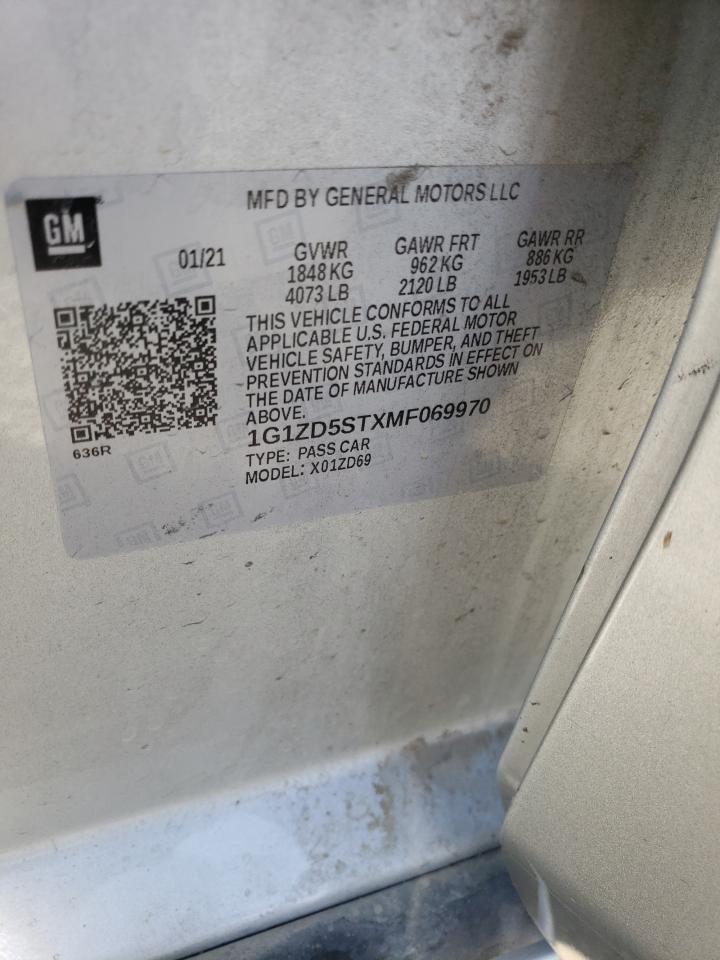 MFD BY GENERAL MOTORS LLC
GM
01/21
GVWR GAWR FRT GAWR RR
1848 KG 962 KG 886 KG
4073 LB 2120 LB 1953 LB
THIS VEHICLE CONFORMS TO ALL
APPLICABLE U.S. FEDERAL MOTOR
VEHICLE SAFETY, BUMPER, AND THEFT
PREVENTION STANDARDS IN EFFECT ON
THE DATE OF MANUFACTURE SHOWN
ABOVE.
1G1ZD5STXMF069970
TYPE: PASS CAR
MODEL: X01ZD69
636R